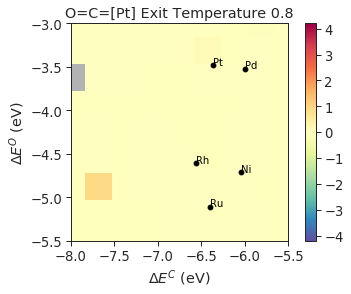 O=C=[Pt] Exit Temperature 0.8
−3.0
−3.5
−4.0
−4.5
−5.0
−5.5
ΔE^O (eV)
Pt
Pd
Rh
Ni
Ru
−8.0 −7.5 −7.0 −6.5 −6.0 −5.5
ΔE^C (eV)
4
3
2
1
0
−1
−2
−3
−4